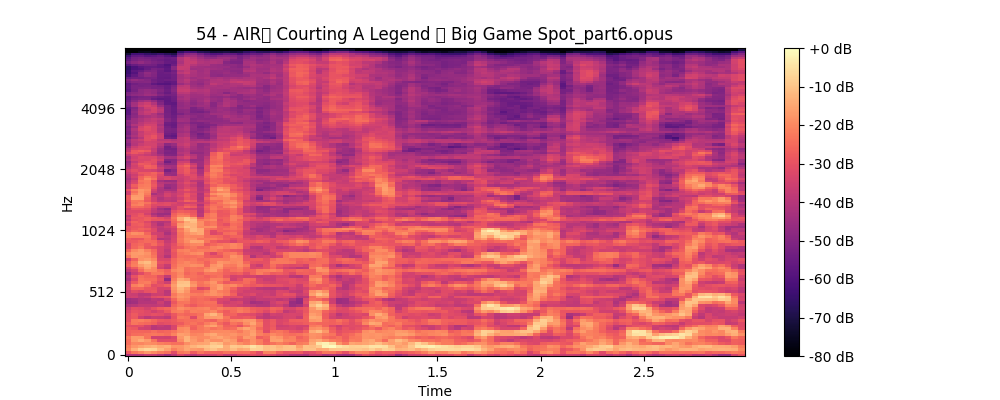 54 - AIR▯ Courting A Legend ▯ Big Game Spot_part6.opus
+0 dB
-10 dB
-20 dB
-30 dB
-40 dB
-50 dB
-60 dB
-70 dB
-80 dB
4096
2048
1024
512
0
Hz
0
0.5
1
1.5
2
2.5
Time